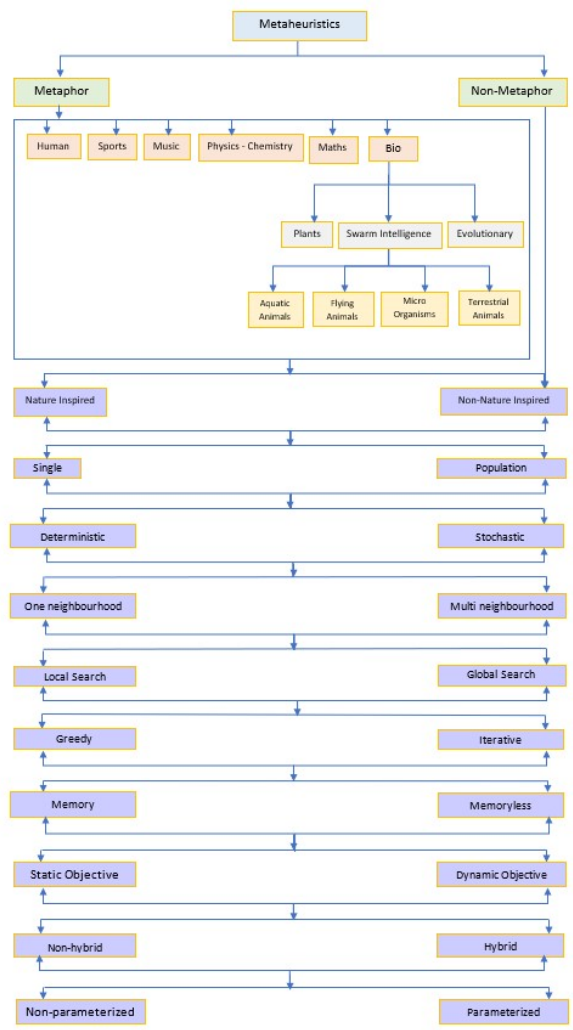 Metaheuristics
Metaphor
Non-Metaphor
Human
Sports
Music
Physics - Chemistry
Maths
Bio
Plants
Swarm Intelligence
Evolutionary
Aquatic
Animals
Flying
Animals
Micro
Organisms
Terrestrial
Animals
Nature Inspired
Non-Nature Inspired
Single
Population
Deterministic
Stochastic
One neighbourhood
Multi neighbourhood
Local Search
Global Search
Greedy
Iterative
Memory
Memoryless
Static Objective
Dynamic Objective
Non-hybrid
Hybrid
Non-parameterized
Parameterized